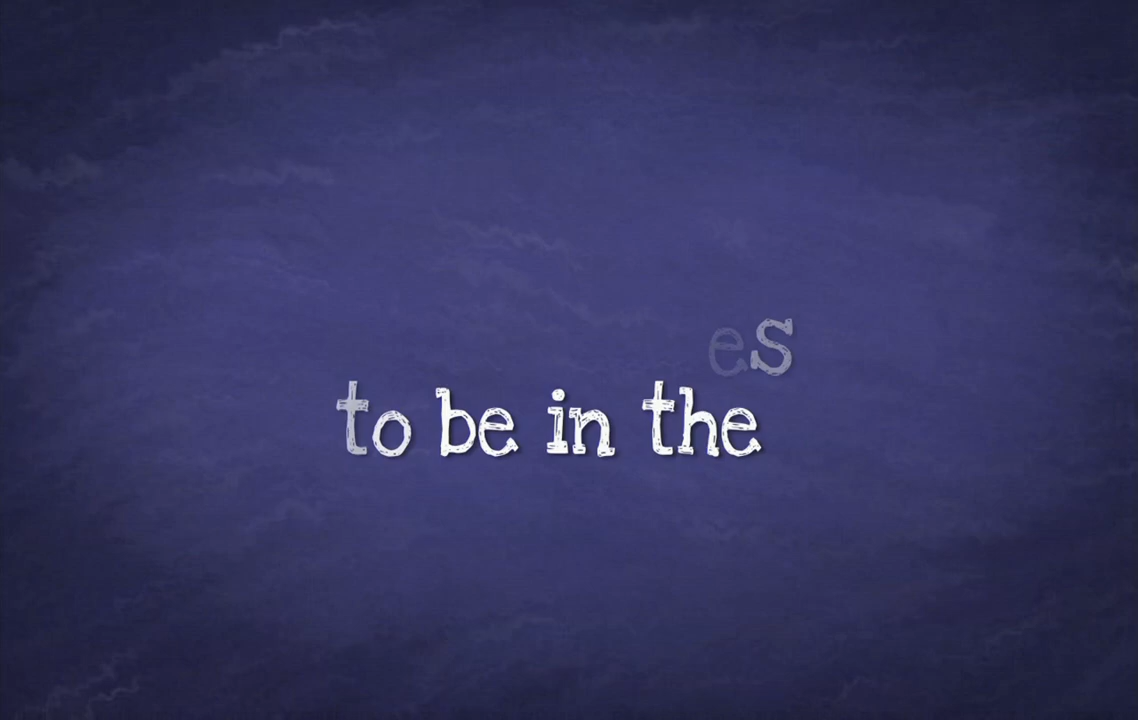 es
to be in the